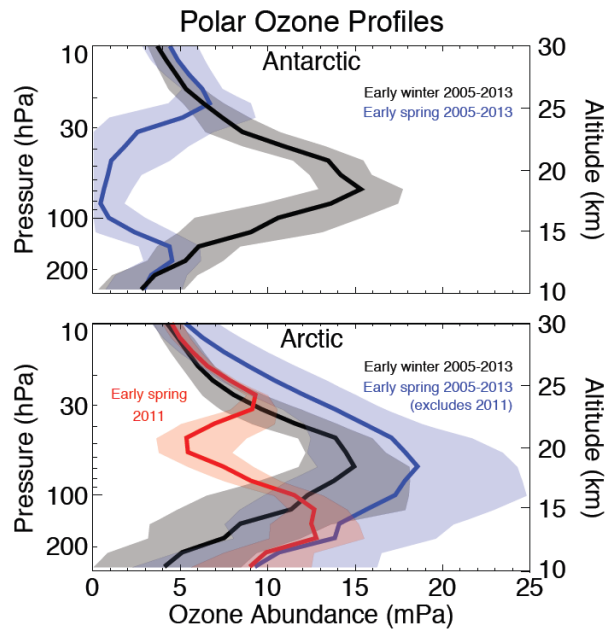 Polar Ozone Profiles
Antarctic
Early winter 2005-2013
Early spring 2005-2013
Pressure (hPa)
10
30
100
200
Altitude (km)
30
25
20
15
10
Arctic
Early winter 2005-2013
Early spring 2005-2013
(excludes 2011)
Early spring
2011
Pressure (hPa)
10
30
100
200
Altitude (km)
30
25
20
15
10
0 5 10 15 20 25
Ozone Abundance (mPa)